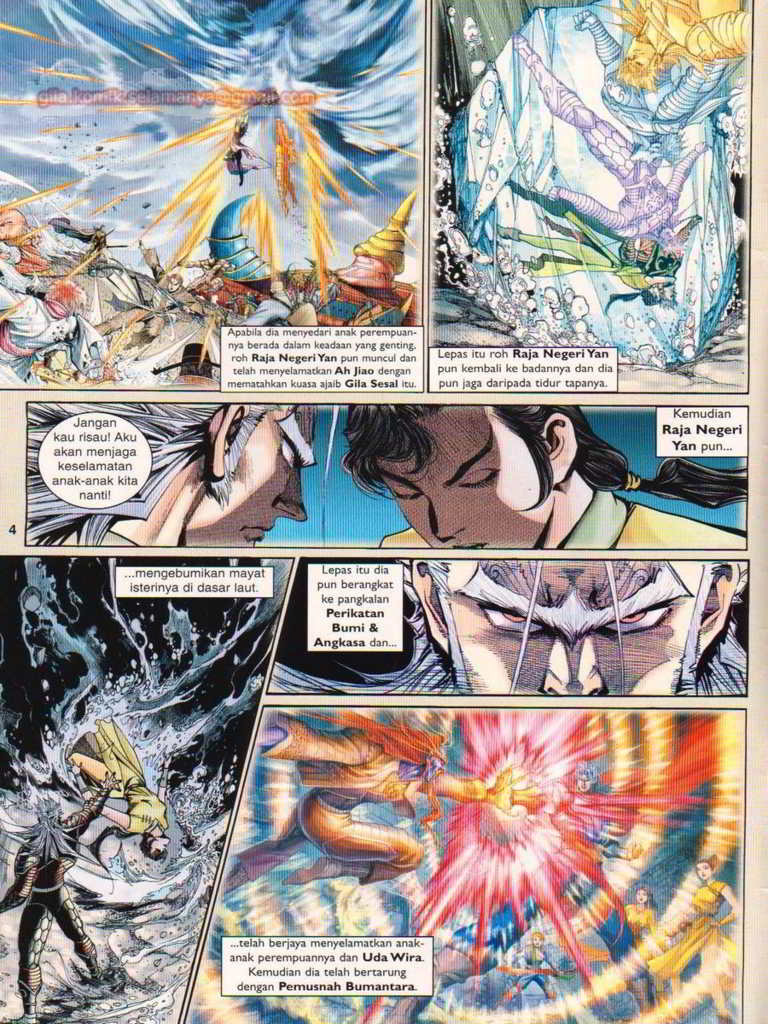 gila.komik.selamanya@gmail.com
Apabila dia menyedari anak perempuan-
nya berada dalam keadaan yang genting,
roh Raja Negeri Yan pun muncul dan
telah menyelamatkan Ah Jiao dengan
mematahkan kuasa ajaib Gila Sesal itu.
Lepas itu roh Raja Negeri Yan
pun kembali ke badannya dan dia
pun jaga daripada tidur tapanya.
Jangan
kau risau! Aku
akan menjaga
keselamatan
anak-anak kita
nanti!
Kemudian
Raja Negeri
Yan pun...
4
...mengebumikan mayat
isterinya di dasar laut.
Lepas itu dia
pun berangkat
ke pangkalan
Perikatan
Bumi &
Angkasa dan...
...telah berjaya menyelamatkan anak-
anak perempuannya dan Uda Wira.
Kemudian dia telah bertarung
dengan Pemusnah Bumantara.